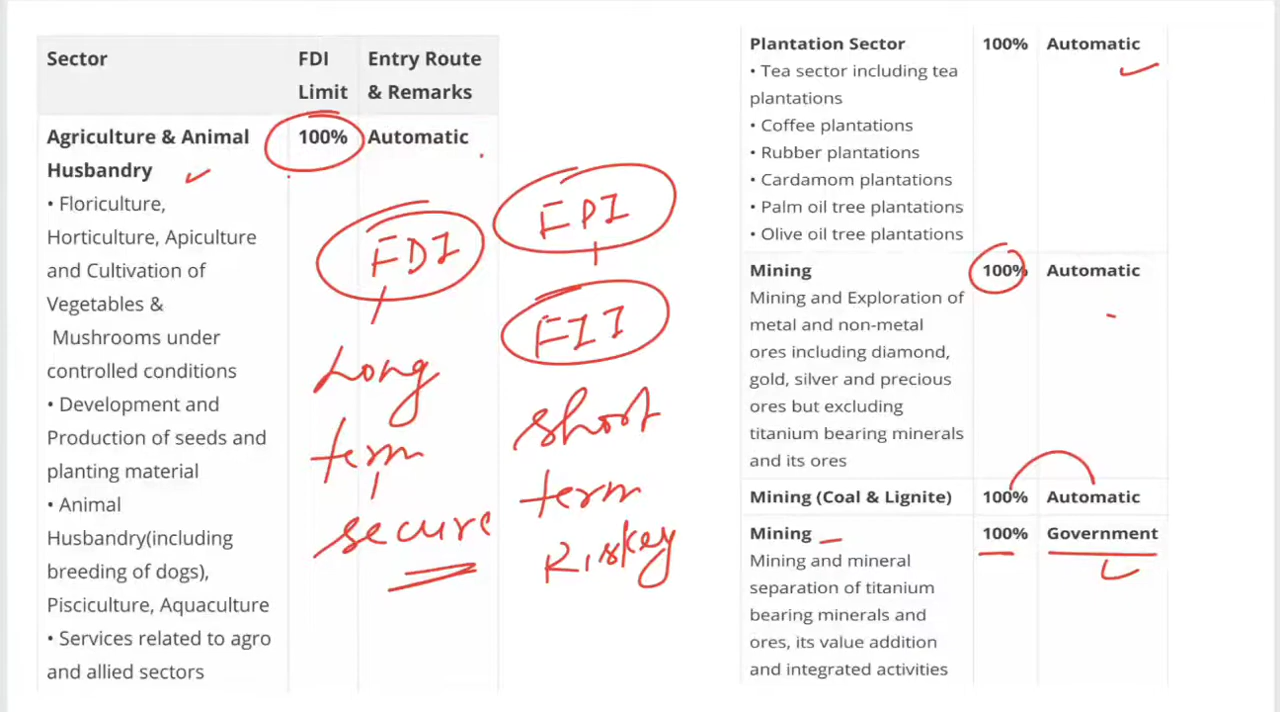 Sector FDI Limit Entry Route & Remarks
Agriculture & Animal Husbandry 100% Automatic
• Floriculture,
Horticulture, Apiculture
and Cultivation of
Vegetables &
Mushrooms under
controlled conditions
• Development and
Production of seeds and
planting material
• Animal
Husbandry(including
breeding of dogs),
Pisciculture, Aquaculture
• Services related to agro
and allied sectors
FDI
Long
term
secure
FPI
FII
short
term
Riskey
Plantation Sector 100% Automatic
• Tea sector including tea
plantations
• Coffee plantations
• Rubber plantations
• Cardamom plantations
• Palm oil tree plantations
• Olive oil tree plantations
Mining 100% Automatic
Mining and Exploration of
metal and non-metal
ores including diamond,
gold, silver and precious
ores but excluding
titanium bearing minerals
and its ores
Mining (Coal & Lignite) 100% Automatic
Mining 100% Government
Mining and mineral
separation of titanium
bearing minerals and
ores, its value addition
and integrated activities